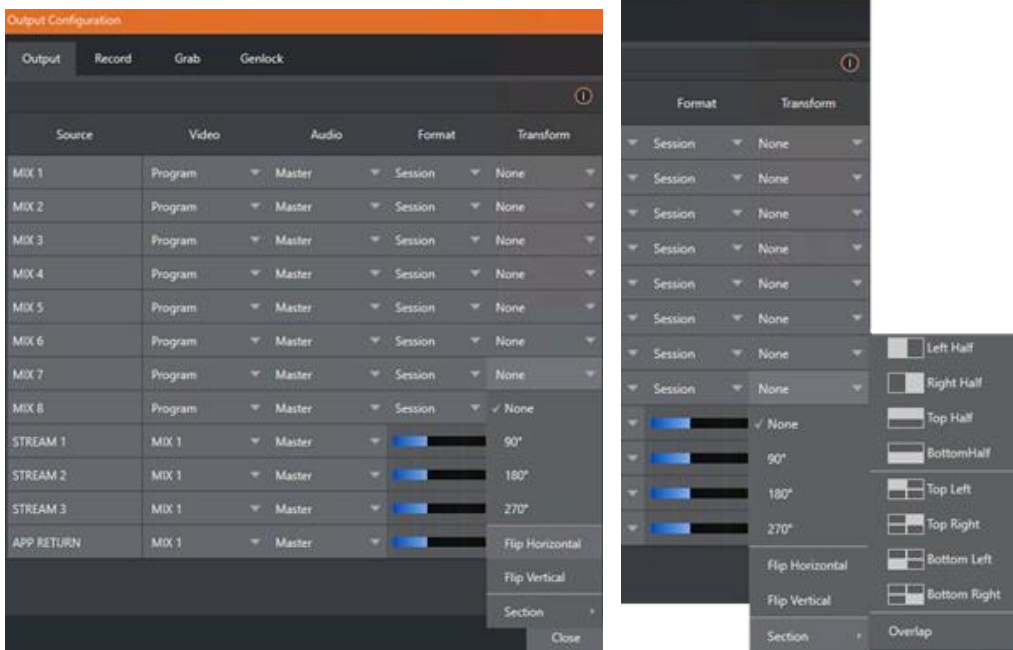 Output Configuration
Output Record Grab Genlock
Source Video Audio Format Transform
MIX 1 Program Master Session None
MIX 2 Program Master Session None
MIX 3 Program Master Session None
MIX 4 Program Master Session None
MIX 5 Program Master Session None
MIX 6 Program Master Session None
MIX 7 Program Master Session None
MIX 8 Program Master Session ✓ None
STREAM 1 MIX 1 Master 90°
STREAM 2 MIX 1 Master 180°
STREAM 3 MIX 1 Master 270°
APP RETURN MIX 1 Master Flip Horizontal
Flip Vertical
Section
Close
Format Transform
Session None
Session None
Session None
Session None
Session None
Session None
Session None
Session None
✓ None
90°
180°
270°
Flip Horizontal
Flip Vertical
Section
Left Half
Right Half
Top Half
BottomHalf
Top Left
Top Right
Bottom Left
Bottom Right
Overlap